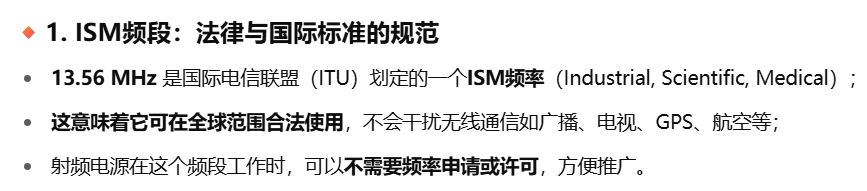 1. ISM频段：法律与国际标准的规范
13.56 MHz 是国际电信联盟（ITU）划定的一个ISM频率（Industrial, Scientific, Medical）;
这意味着它可在全球范围合法使用，不会干扰无线通信如广播、电视、GPS、航空等；
射频电源在这个频段工作时，可以不需要频率申请或许可，方便推广。